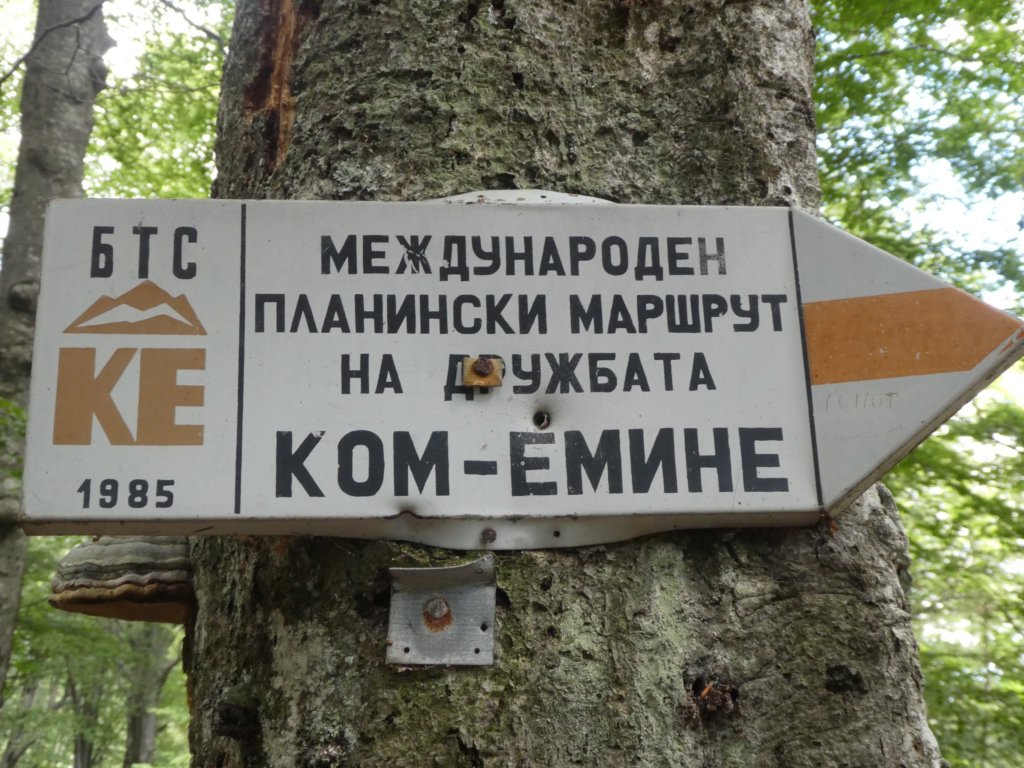 БТС
КЕ
1985
МЕЖДУНАРОДЕН
ПЛАНИНСКИ МАРШРУТ
НА ДРУЖБАТА
КОМ-ЕМИНЕ